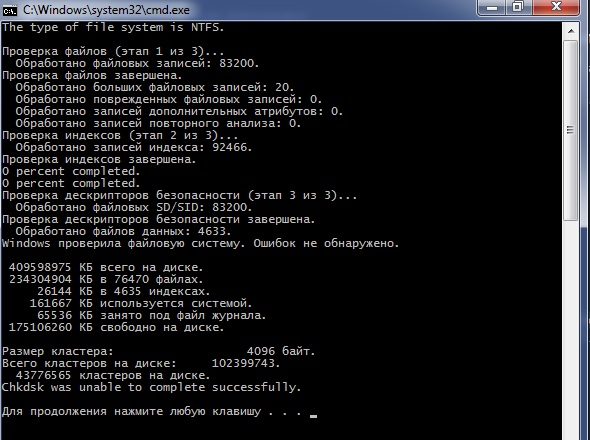 C:\Windows\system32\cmd.exe
The type of file system is NTFS.
Проверка файлов (этап 1 из 3)...
Обработано файловых записей: 83200.
Проверка файлов завершена.
Обработано больших файловых записей: 20.
Обработано поврежденных файловых записей: 0.
Обработано записей дополнительных атрибутов: 0.
Обработано записей повторного анализа: 0.
Проверка индексов (этап 2 из 3)...
Обработано записей индекса: 92466.
Проверка индексов завершена.
0 percent completed.
0 percent completed.
Проверка дескрипторов безопасности (этап 3 из 3)...
Обработано файловых SD/SID: 83200.
Проверка дескрипторов безопасности завершена.
Обработано файлов данных: 4633.
Windows проверила файловую систему. Ошибок не обнаружено.
409598975 КБ всего на диске.
234304904 КБ в 76470 файлах.
26144 КБ в 4635 индексах.
161667 КБ используется системой.
65536 КБ занято под файл журнала.
175106260 КБ свободно на диске.
Размер кластера: 4096 байт.
Всего кластеров на диске: 102399743.
43776565 кластеров на диске.
Chkdsk was unable to complete successfully.
Для продолжения нажмите любую клавишу . . . _